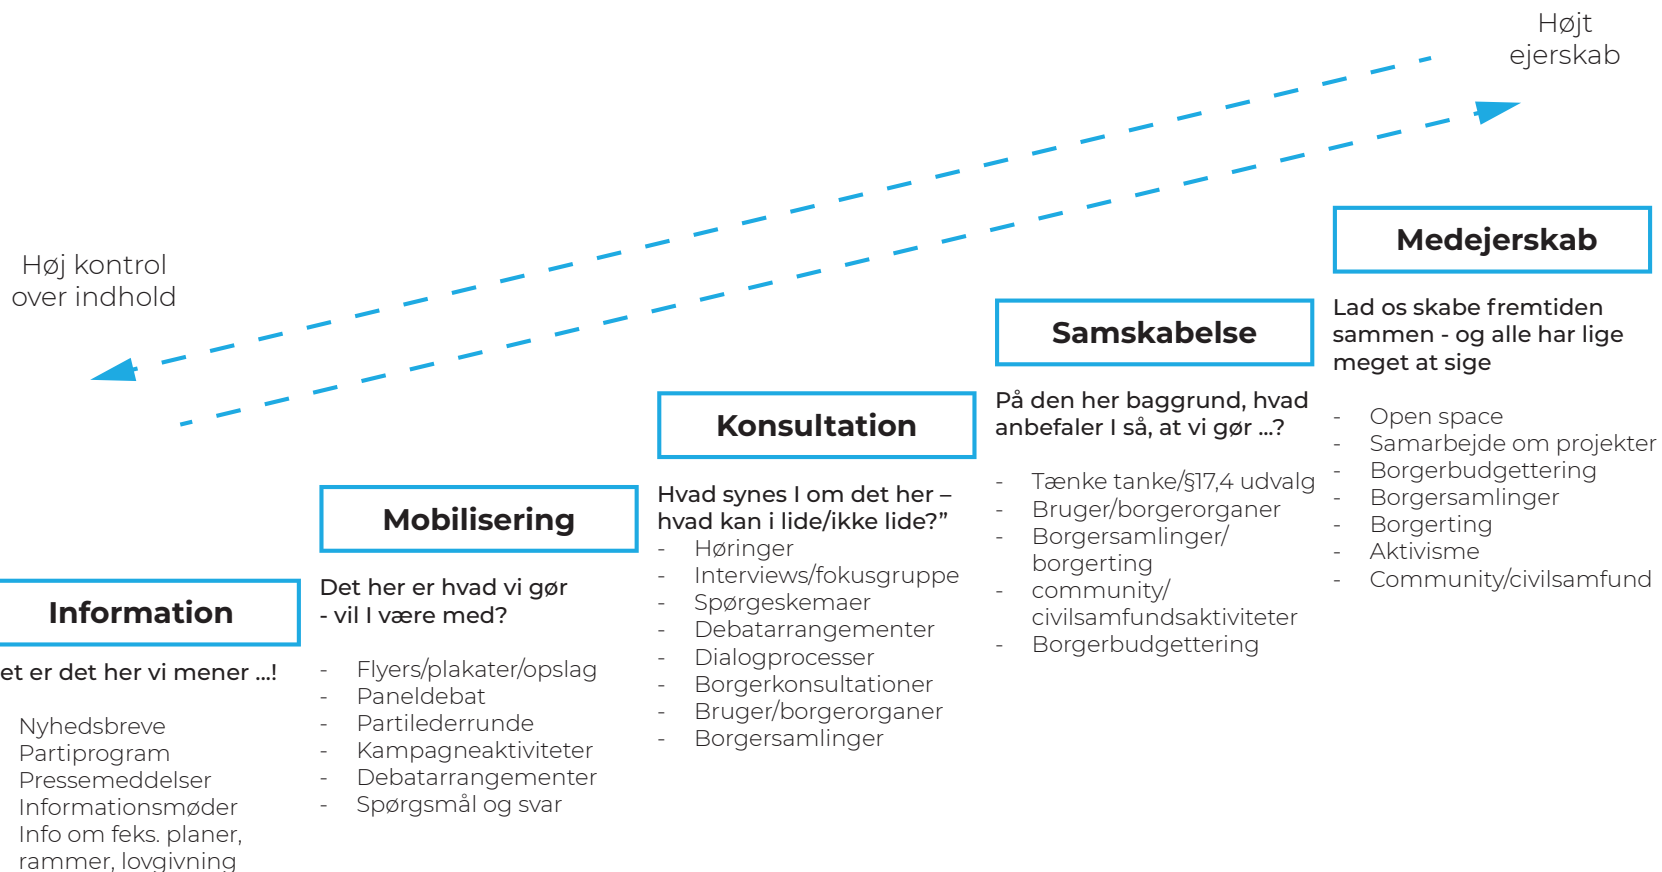 Højt
ejerskab
Høj kontrol
over indhold
Information
et er det her vi mener ...!
Nyhedsbreve
Partiprogram
Pressemeddelser
Informationsmøder
Info om feks. planer,
rammer, lovgivning
Mobilisering
Det her er hvad vi gør
- vil I være med?
- Flyers/plakater/opslag
- Paneldebat
- Partilederrunde
- Kampagneaktiviteter
- Debatarrangementer
- Spørgsmål og svar
Konsultation
Hvad synes I om det her –
hvad kan i lide/ikke lide?”
- Høringer
- Interviews/fokusgruppe
- Spørgeskemaer
- Debatarrangementer
- Dialogprocesser
- Borgerkonsultationer
- Bruger/borgerorganer
- Borgersamlinger
Samskabelse
På den her baggrund, hvad
anbefaler I så, at vi gør ...?
- Tænke tanke/§17,4 udvalg
- Bruger/borgerorganer
- Borgersamlinger/
borgerting
- community/
civilsamfundsaktiviteter
- Borgerbudgettering
Medejerskab
Lad os skabe fremtiden
sammen - og alle har lige
meget at sige
- Open space
- Samarbejde om projekter
- Borgerbudgettering
- Borgersamlinger
- Borgerting
- Aktivisme
- Community/civilsamfund